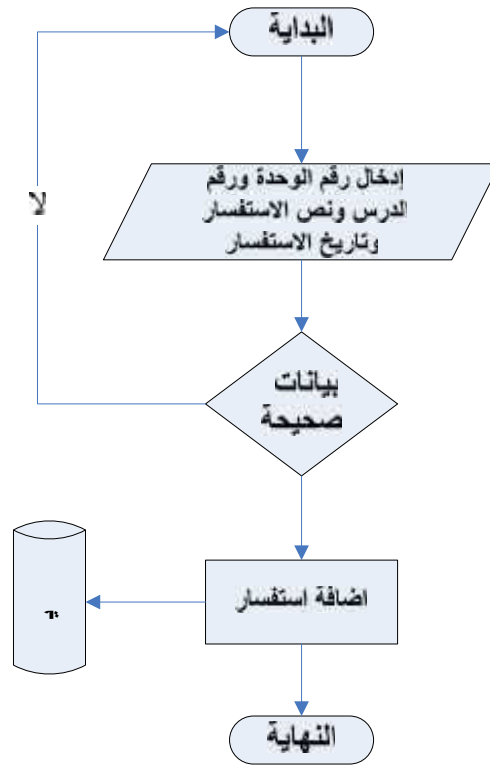 البداية
إدخال رقم الوحدة ورقم
الدرس ونص الاستفسار
وتاريخ الاستفسار
لا
بيانات
صحيحة
اضافة استفسار
النهاية